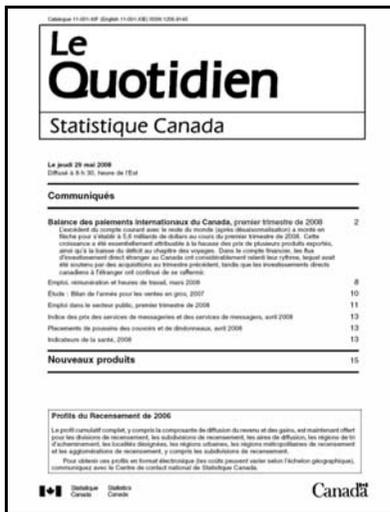 Catalogue 11-001-XIF (English 11-001-XIE) ISSN 1205-9145
Le
Quotidien
Statistique Canada
Le jeudi 29 mai 2008
Diffusé à 8 h 30, heure de l'Est
Communiqués
Balance des paiements internationaux du Canada, premier trimestre de 2008 2
L'excédent du compte courant avec le reste du monde (après désaisonnalisation) a monté en
flèche pour s'établir à 5,6 milliards de dollars au cours du premier trimestre de 2008. Cette
croissance a été essentiellement attribuable à la hausse des prix de plusieurs produits exportés,
ainsi qu'à la baisse du déficit au chapitre des voyages. Dans le compte financier, les flux
d'investissement direct étranger au Canada ont considérablement ralenti leur rythme, lequel avait
été soutenu par des acquisitions au trimestre précédent, tandis que les investissements directs
canadiens à l'étranger ont continué de se raffermir.
Emploi, rémunération et heures de travail, mars 2008 8
Étude : Bilan de l'année pour les ventes en gros, 2007 10
Emploi dans le secteur public, premier trimestre de 2008 11
Indice des prix des services de messageries et des services de messagers, avril 2008 13
Placements de poussins des couvoirs et de dindonneaux, avril 2008 13
Indicateurs de la santé, 2008 13
Nouveaux produits 15
Profils du Recensement de 2006
Le profil cumulatif complet, y compris la composante de diffusion du revenu et des gains, est maintenant offert
pour les divisions de recensement, les subdivisions de recensement, les aires de diffusion, les régions de tri
d'acheminement, les localités désignées, les régions urbaines, les régions métropolitaines de recensement
et les agglomérations de recensement, y compris les subdivisions de recensement.
Pour obtenir ces profils en format électronique (les coûts peuvent varier selon l'échelon géographique),
communiquez avec le Centre de contact national de Statistique Canada.
Statistique Statistics
Canada Canada
Canada